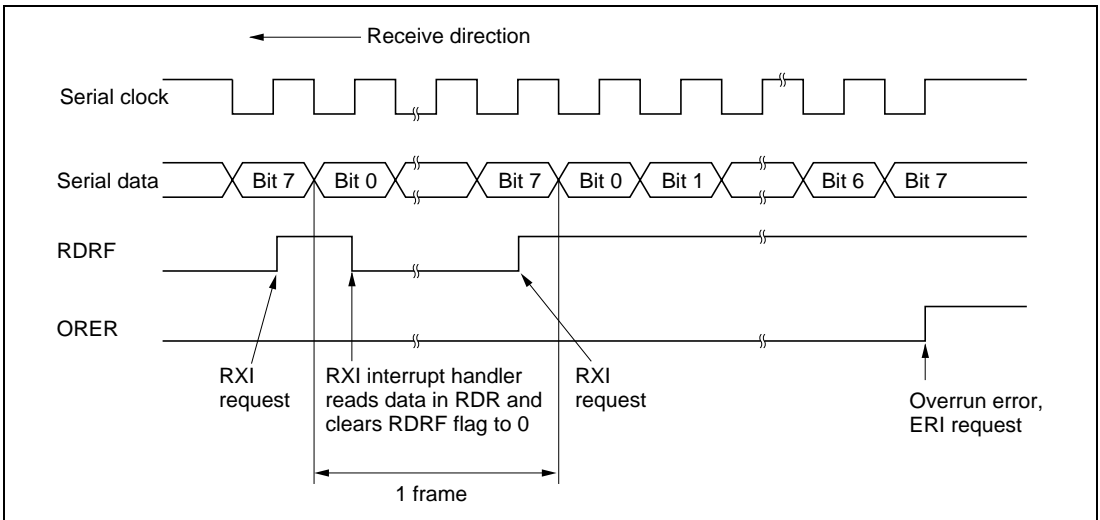 Receive direction
Serial clock
Serial data
Bit 7
Bit 0
Bit 7
Bit 0
Bit 1
Bit 6
Bit 7
RDRF
ORER
RXI
request
RXI interrupt handler
reads data in RDR and
clears RDRF flag to 0
RXI
request
Overrun error,
ERI request
1 frame